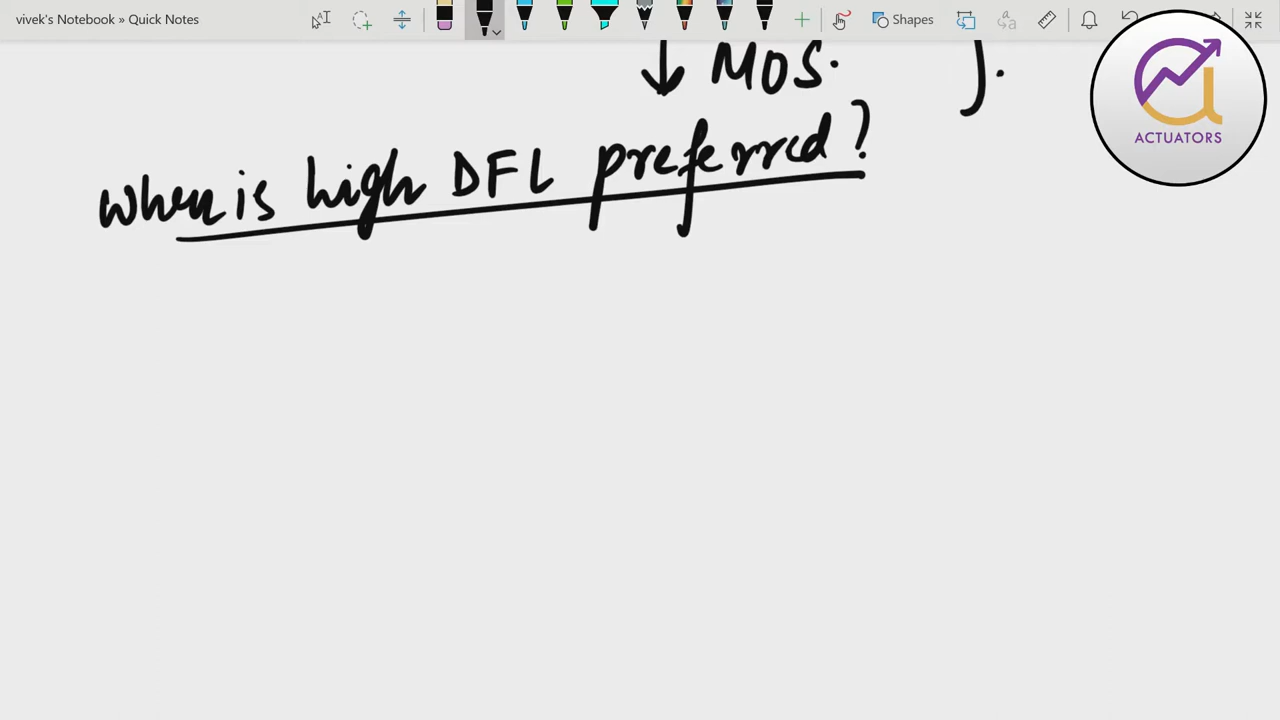 vivek's Notebook » Quick Notes
Shapes
ACTUATORS
↓ MOS.
when is high DFL preferred?